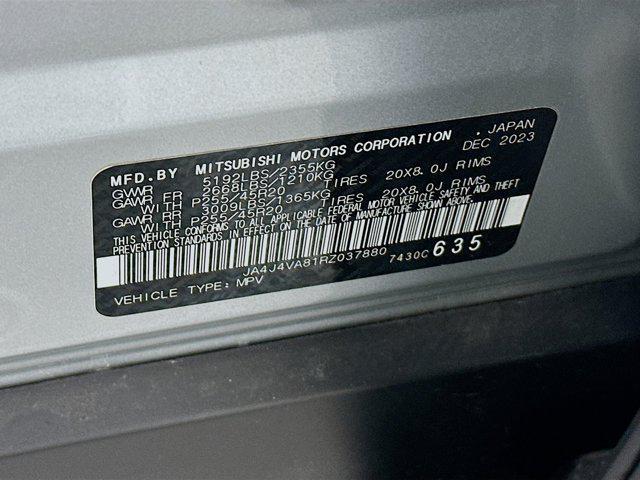 MFD.BY MITSUBISHI MOTORS CORPORATION . JAPAN
GVWR 5192LBS/2355KG DEC 2023
GAWR FR 2668LBS/1210KG
WITH P255/45R20 TIRES 20X8.0J RIMS
GAWR RR 3009LBS/1365KG
WITH P255/45R20 TIRES 20X8.0J RIMS
THIS VEHICLE CONFORMS TO ALL APPLICABLE FEDERAL MOTOR VEHICLE SAFETY AND THEFT
PREVENTION STANDARDS IN EFFECT ON THE DATE OF MANUFACTURE SHOWN ABOVE.
JA4J4VA81RZ037880 7430C 635
VEHICLE TYPE: MPV